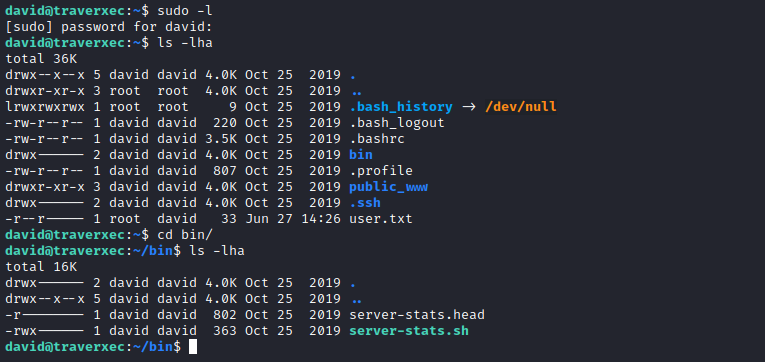 david@traverxec:~$ sudo -l
[sudo] password for david:
david@traverxec:~$ ls -lha
total 36K
drwx--x--x 5 david david 4.0K Oct 25  2019 .
drwxr-xr-x 3 root  root  4.0K Oct 25  2019 ..
lrwxrwxrwx 1 root  root     9 Oct 25  2019 .bash_history -> /dev/null
-rw-r--r-- 1 david david  220 Oct 25  2019 .bash_logout
-rw-r--r-- 1 david david 3.5K Oct 25  2019 .bashrc
drwx------ 2 david david 4.0K Oct 25  2019 bin
-rw-r--r-- 1 david david  807 Oct 25  2019 .profile
drwxr-xr-x 3 david david 4.0K Oct 25  2019 public_www
drwx------ 2 david david 4.0K Oct 25  2019 .ssh
-r--r----- 1 root  david   33 Jun 27 14:26 user.txt
david@traverxec:~$ cd bin/
david@traverxec:~/bin$ ls -lha
total 16K
drwx------ 2 david david 4.0K Oct 25  2019 .
drwx--x--x 5 david david 4.0K Oct 25  2019 ..
-r-------- 1 david david  802 Oct 25  2019 server-stats.head
-rwx------ 1 david david  363 Oct 25  2019 server-stats.sh
david@traverxec:~/bin$